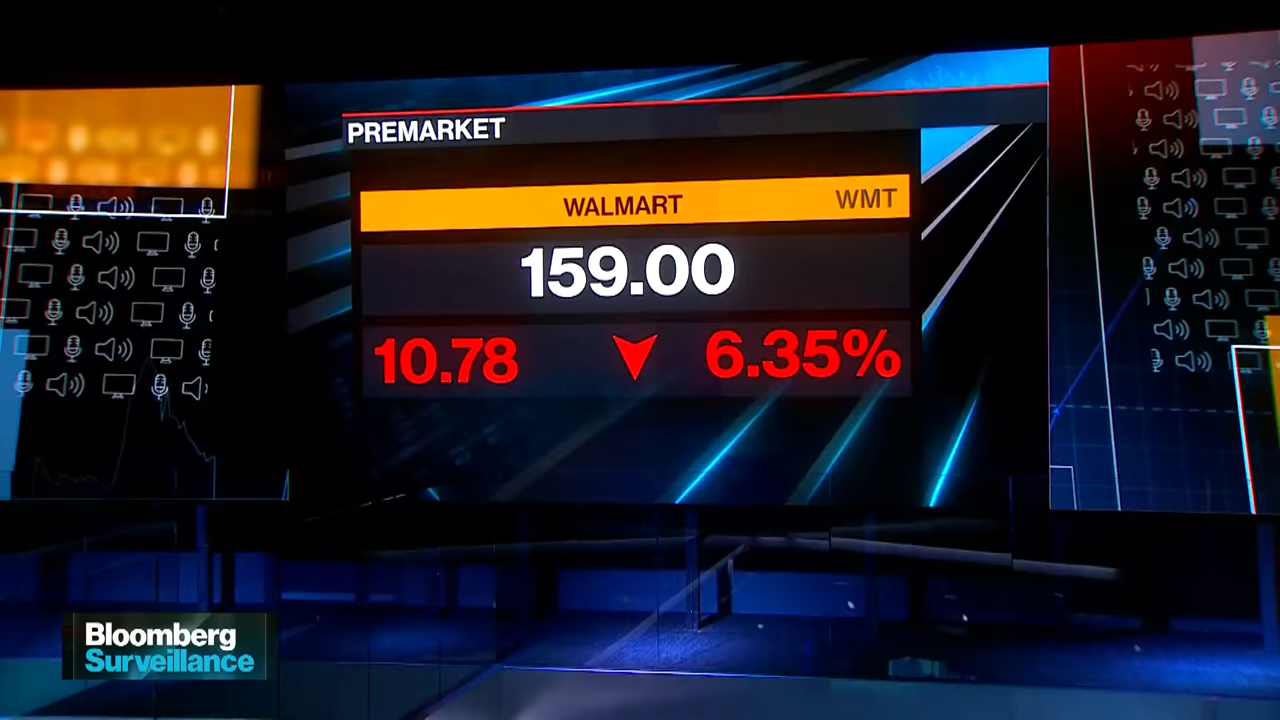 PREMARKET
WALMART WMT
159.00
10.78 ▼ 6.35%
Bloomberg
Surveillance